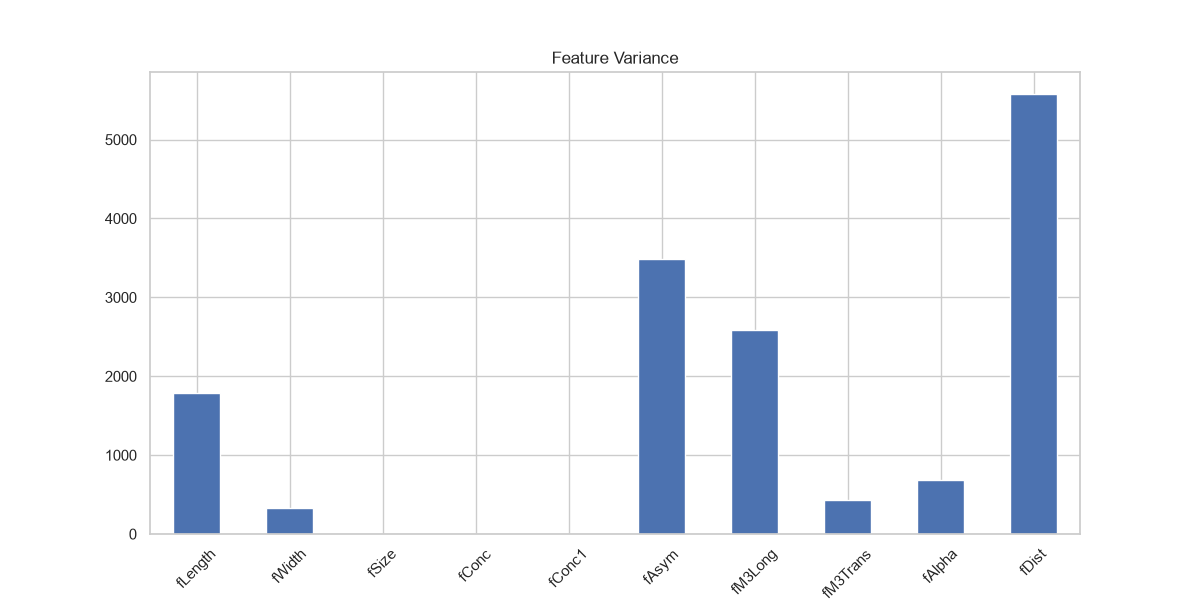 Feature Variance
5000
4000
3000
2000
1000
0
fLength
fWidth
fSize
fConc
fConc1
fAsym
fM3Long
fM3Trans
fAlpha
fDist